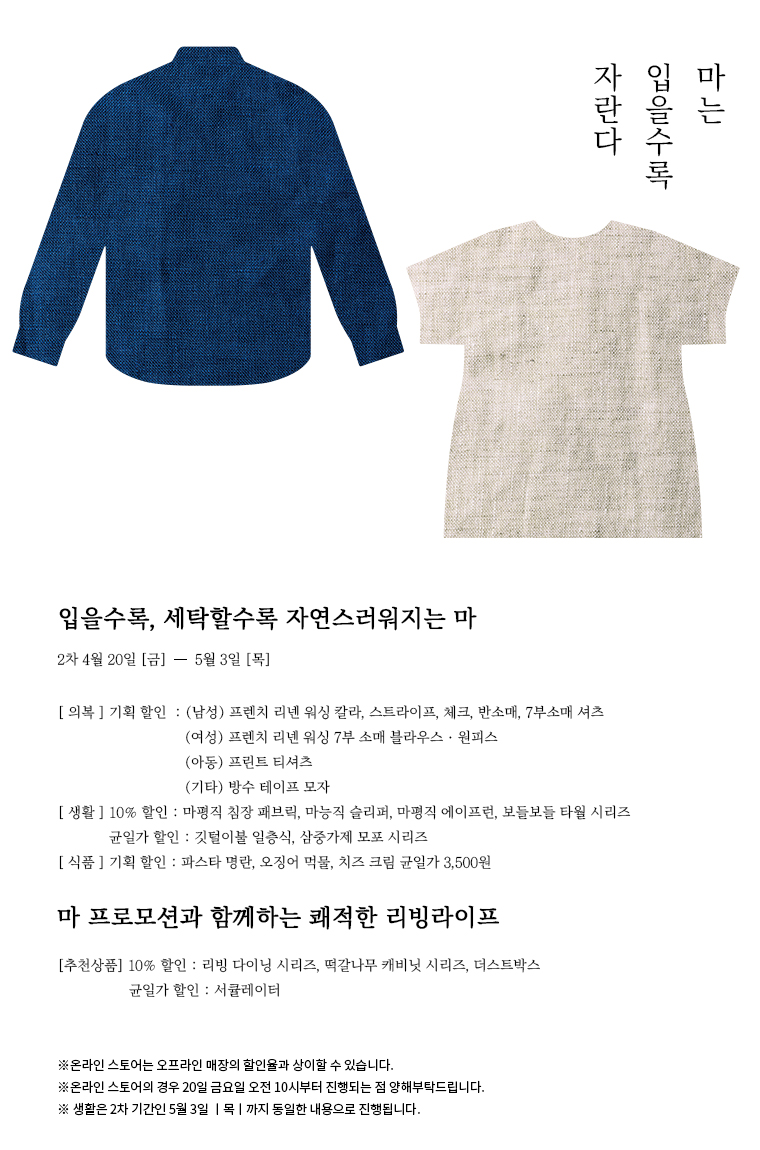 마는
입을수록
자란다
입을수록, 세탁할수록 자연스러워지는 마
2차 4월 20일 [금] — 5월 3일 [목]
[ 의복 ] 기획 할인 : (남성) 프렌치 리넨 워싱 칼라, 스트라이프, 체크, 반소매, 7부소매 셔츠
(여성) 프렌치 리넨 워싱 7부 소매 블라우스 · 원피스
(아동) 프린트 티셔츠
(기타) 방수 테이프 모자
[ 생활 ] 10% 할인 : 마평직 침장 패브릭, 마능직 슬리퍼, 마평직 에이프런, 보들보들 타월 시리즈
균일가 할인 : 깃털이불 일층식, 삼중가제 모포 시리즈
[ 식품 ] 기획 할인 : 파스타 명란, 오징어 먹물, 치즈 크림 균일가 3,500원
마 프로모션과 함께하는 쾌적한 리빙라이프
[추천상품] 10% 할인 : 리빙 다이닝 시리즈, 떡갈나무 캐비닛 시리즈, 더스트박스
균일가 할인 : 서큘레이터
※온라인 스토어는 오프라인 매장의 할인율과 상이할 수 있습니다.
※온라인 스토어의 경우 20일 금요일 오전 10시부터 진행되는 점 양해부탁드립니다.
※ 생활은 2차 기간인 5월 3일 ㅣ목ㅣ까지 동일한 내용으로 진행됩니다.